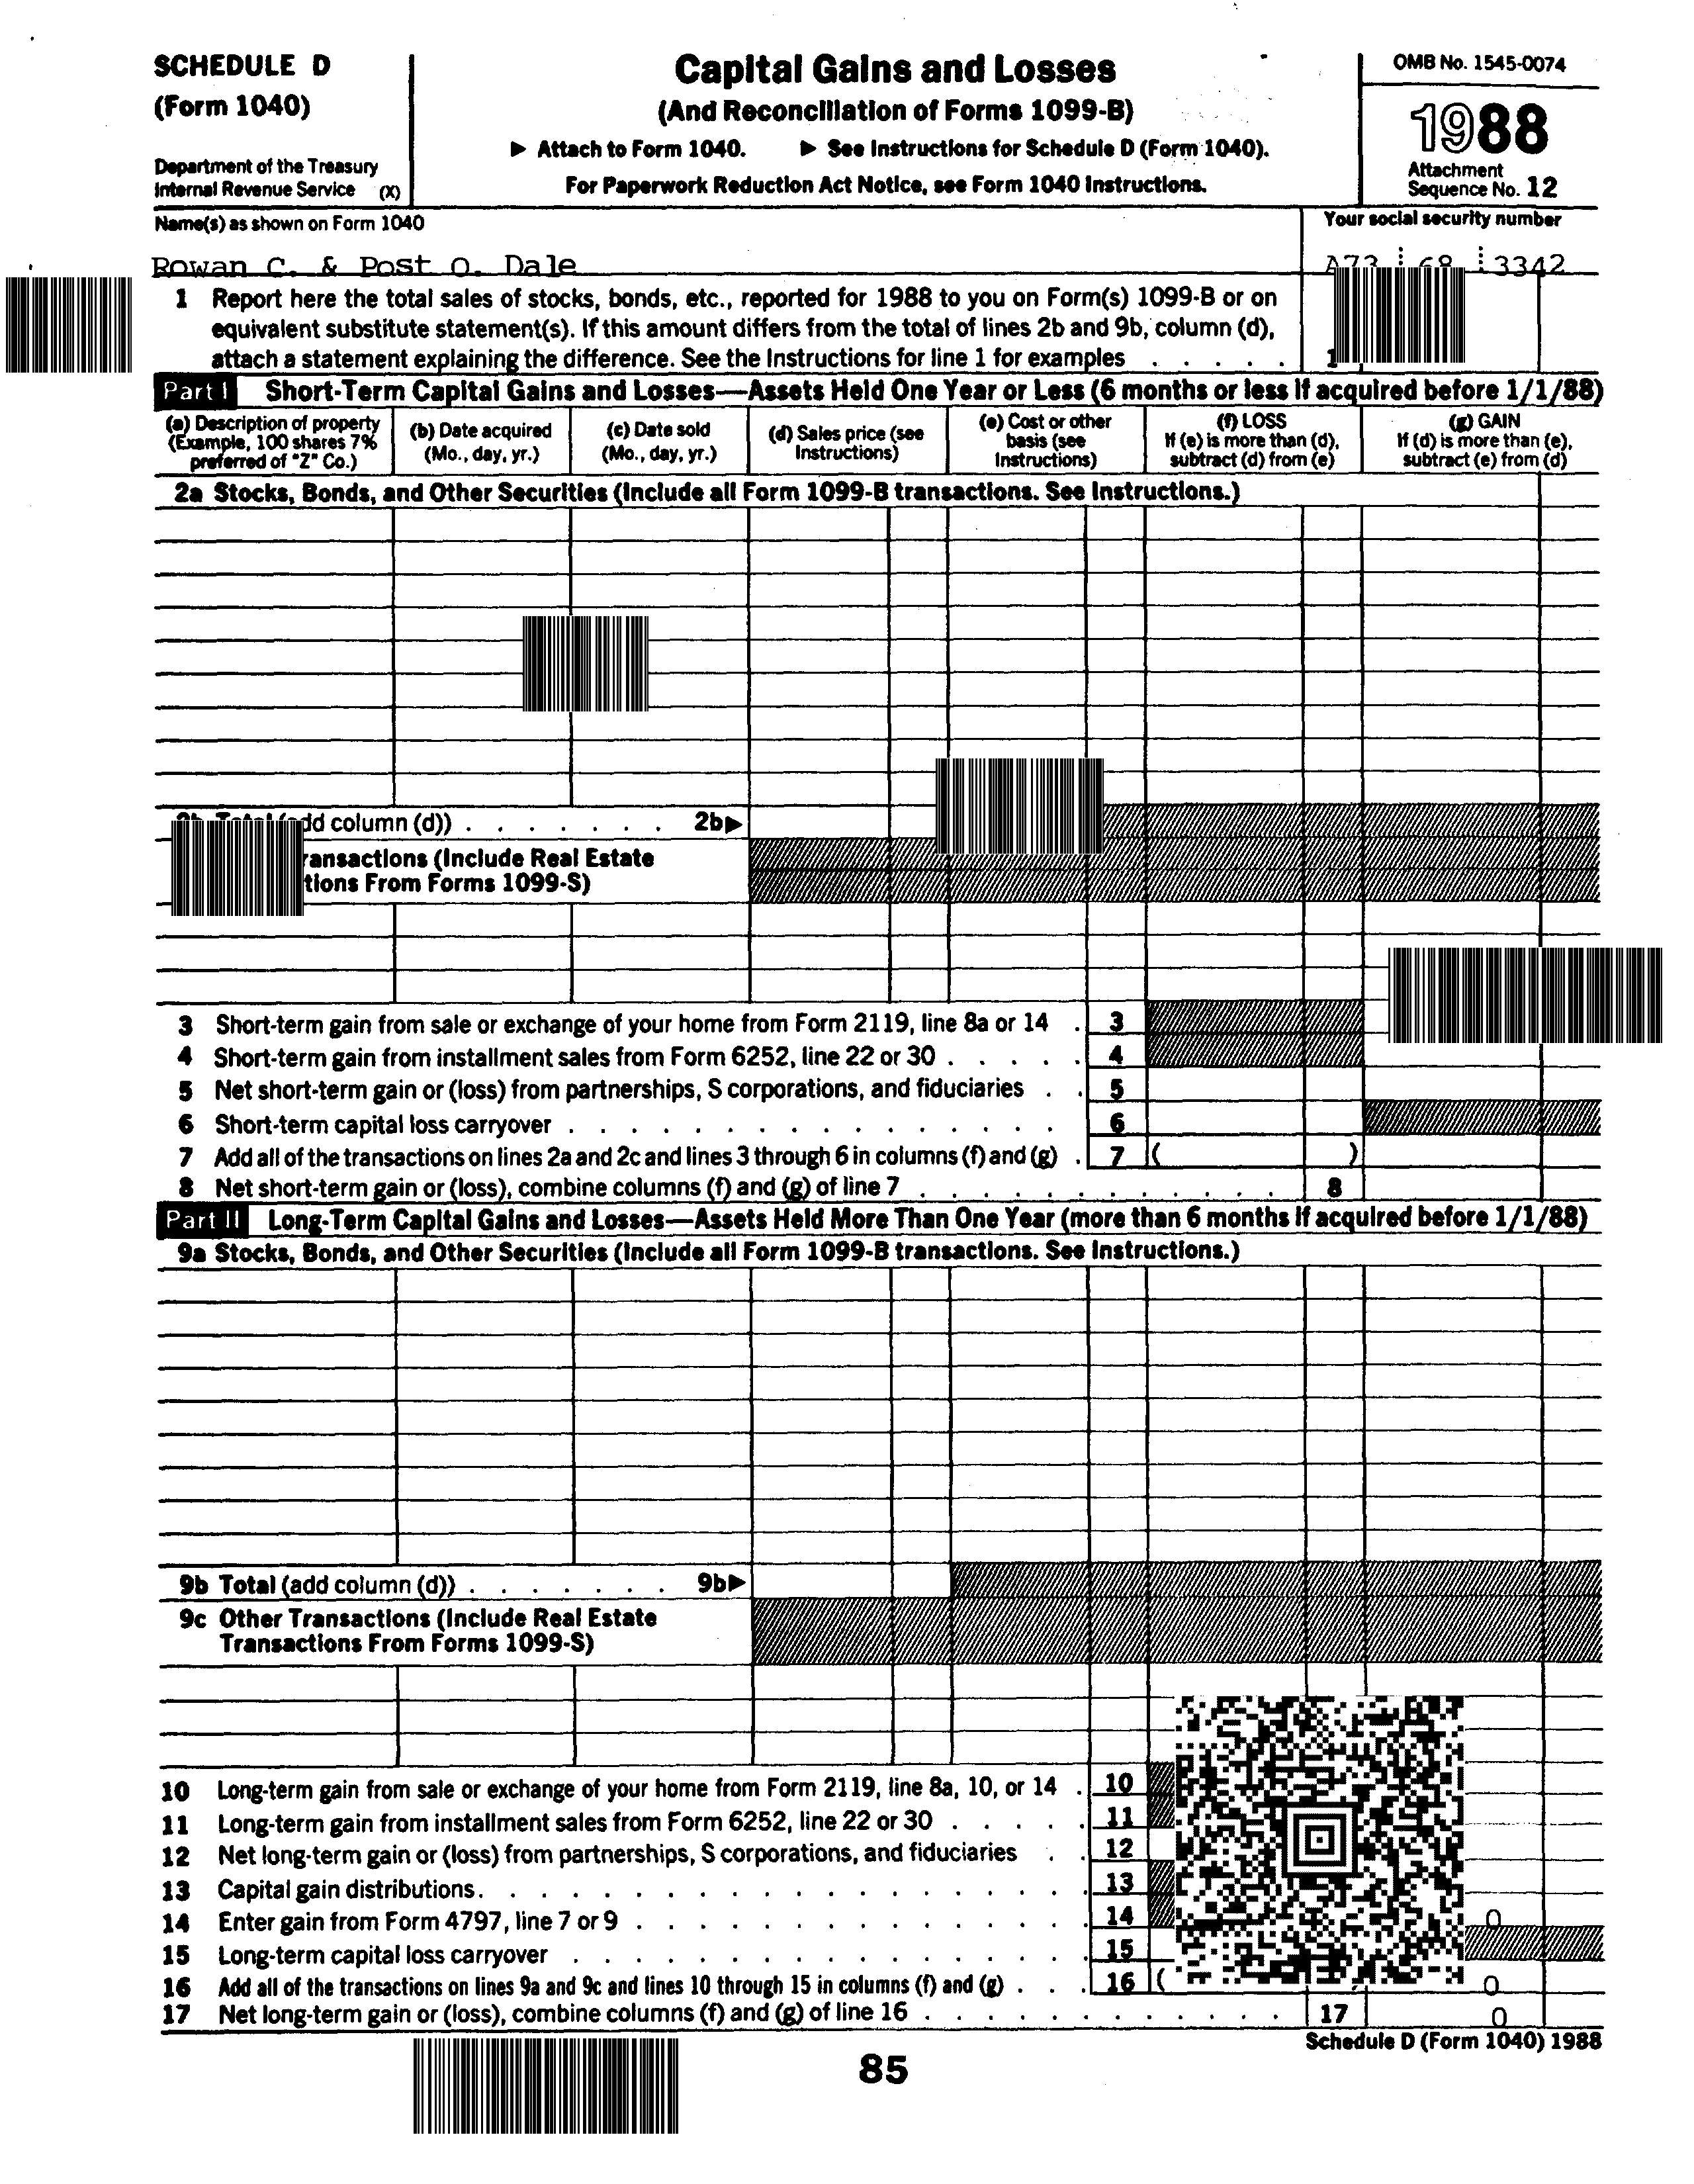 SCHEDULE D
(Form 1040)
Department of the Treasury
Internal Revenue Service (X)
Capital Gains and Losses
(And Reconciliation of Forms 1099-B)
▶ Attach to Form 1040. ▶ See Instructions for Schedule D (Form 1040).
For Paperwork Reduction Act Notice, see Form 1040 Instructions.
OMB No. 1545-0074
1988
Attachment
Sequence No. 12
Name(s) as shown on Form 1040
Your social security number
Rowan C. & Post O. Dale
3342
1 Report here the total sales of stocks, bonds, etc., reported for 1988 to you on Form(s) 1099-B or on
equivalent substitute statement(s). If this amount differs from the total of lines 2b and 9b, column (d),
attach a statement explaining the difference. See the Instructions for line 1 for examples . . . . . 1
Part I Short-Term Capital Gains and Losses—Assets Held One Year or Less (6 months or less if acquired before 1/1/88)
(a) Description of property
(Example, 100 shares 7%
preferred of "Z" Co.)
(b) Date acquired
(Mo., day, yr.)
(c) Date sold
(Mo., day, yr.)
(d) Sales price (see
Instructions)
(e) Cost or other
basis (see
Instructions)
(f) LOSS
If (e) is more than (d),
subtract (d) from (e)
(g) GAIN
If (d) is more than (e),
subtract (e) from (d)
2a Stocks, Bonds, and Other Securities (Include all Form 1099-B transactions. See Instructions.)
column (d)) . . . . . . . 2b▶
(Include Real Estate
From Forms 1099-S)
3 Short-term gain from sale or exchange of your home from Form 2119, line 8a or 14 . 3
4 Short-term gain from installment sales from Form 6252, line 22 or 30 . . . . . 4
5 Net short-term gain or (loss) from partnerships, S corporations, and fiduciaries . . 5
6 Short-term capital loss carryover . . . . . . . . . . . . . . . . 6
7 Add all of the transactions on lines 2a and 2c and lines 3 through 6 in columns (f) and (g) . 7 ( )
8 Net short-term gain or (loss), combine columns (f) and (g) of line 7 . . . . . . . . . . . . 8
Part II Long-Term Capital Gains and Losses—Assets Held More Than One Year (more than 6 months if acquired before 1/1/88)
9a Stocks, Bonds, and Other Securities (Include all Form 1099-B transactions. See Instructions.)
9b Total (add column (d)) . . . . . . . 9b▶
9c Other Transactions (Include Real Estate
Transactions From Forms 1099-S)
10 Long-term gain from sale or exchange of your home from Form 2119, line 8a, 10, or 14 . 10
11 Long-term gain from installment sales from Form 6252, line 22 or 30 . . . . . 11
12 Net long-term gain or (loss) from partnerships, S corporations, and fiduciaries . . 12
13 Capital gain distributions. . . . . . . . . . . . . . . . . . . 13
14 Enter gain from Form 4797, line 7 or 9 . . . . . . . . . . . . . . 14 0
15 Long-term capital loss carryover . . . . . . . . . . . . . . . . 15
16 Add all of the transactions on lines 9a and 9c and lines 10 through 15 in columns (f) and (g) . . . 16 ( 0
17 Net long-term gain or (loss), combine columns (f) and (g) of line 16 . . . . . . . . . . . . 17 0
Schedule D (Form 1040) 1988
85